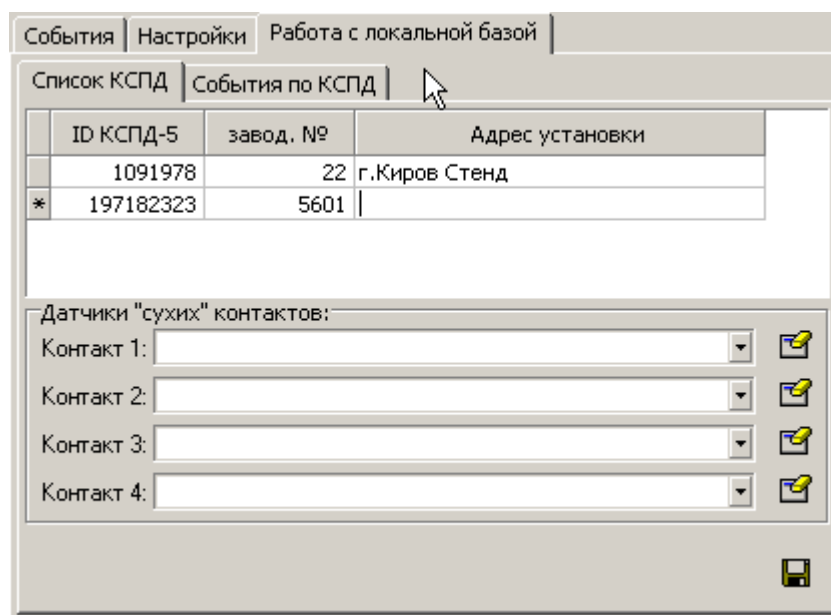 События Настройки Работа с локальной базой
Список КСПД События по КСПД
ID КСПД-5 завод. № Адрес установки
1091978 22 г.Киров Стенд
* 197182323 5601
Датчики "сухих" контактов:
Контакт 1:
Контакт 2:
Контакт 3:
Контакт 4: